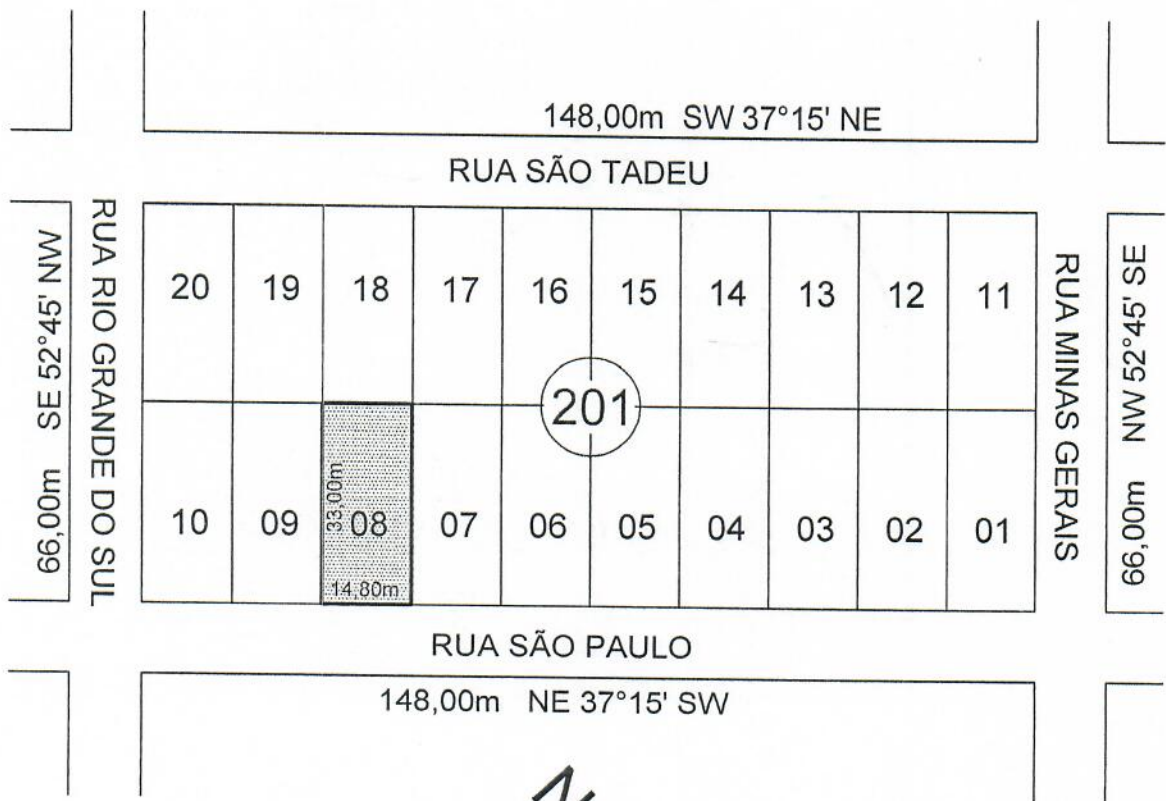 148,00m SW 37°15' NE
RUA SÃO TADEU
66,00m SE 52°45' NW
RUA RIO GRANDE DO SUL
20 19 18 17 16 15 14 13 12 11
RUA MINAS GERAIS
66,00m NW 52°45' SE
201
33,00m
10 09 08 07 06 05 04 03 02 01
14,80m
RUA SÃO PAULO
148,00m NE 37°15' SW
N